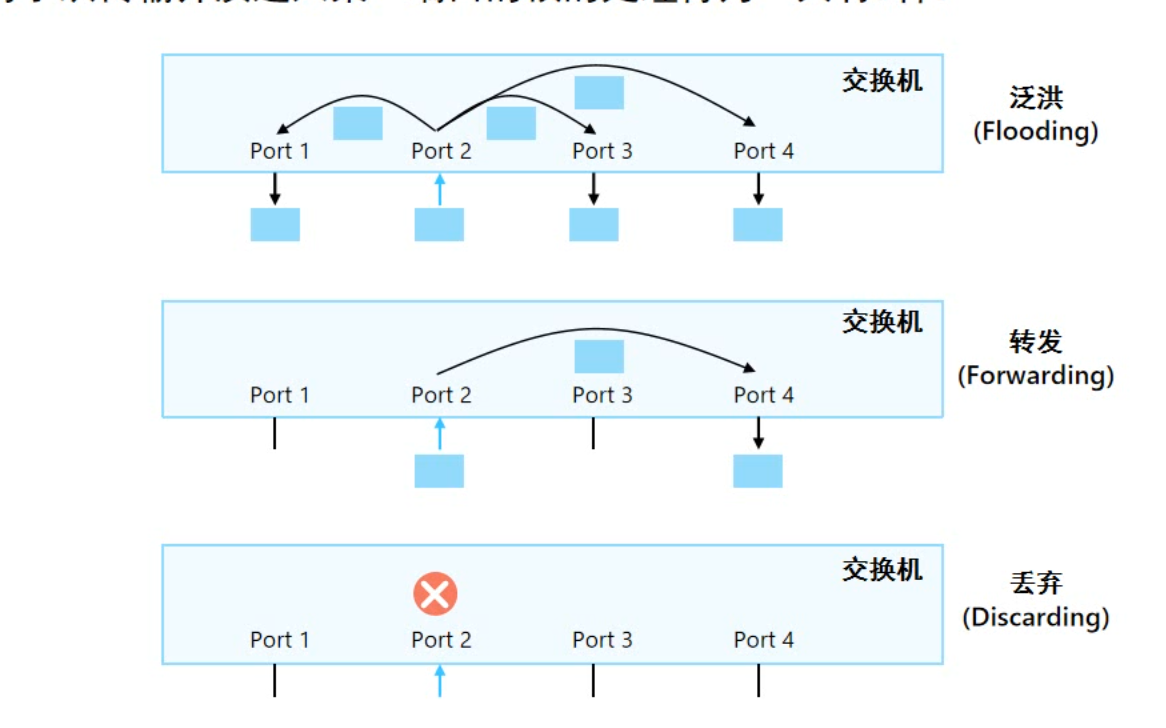 交换机
Port 1 Port 2 Port 3 Port 4
泛洪
(Flooding)
交换机
Port 1 Port 2 Port 3 Port 4
转发
(Forwarding)
交换机
Port 1 Port 2 Port 3 Port 4
丢弃
(Discarding)